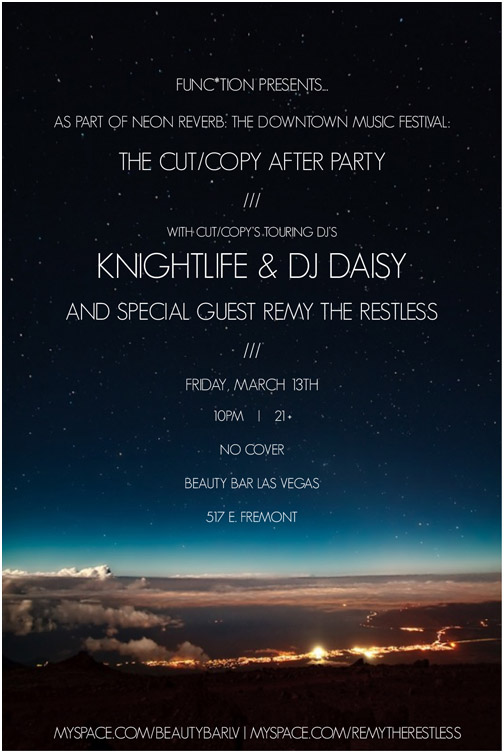 FUNC*TION PRESENTS...
AS PART OF NEON REVERB: THE DOWNTOWN MUSIC FESTIVAL:
THE CUT/COPY AFTER PARTY
///
WITH CUT/COPY'S TOURING DJ'S
KNIGHTLIFE & DJ DAISY
AND SPECIAL GUEST REMY THE RESTLESS
///
FRIDAY, MARCH 13TH
10PM | 21+
NO COVER
BEAUTY BAR LAS VEGAS
517 E. FREMONT
MYSPACE.COM/BEAUTYBARLV | MYSPACE.COM/REMYTHERESTLESS